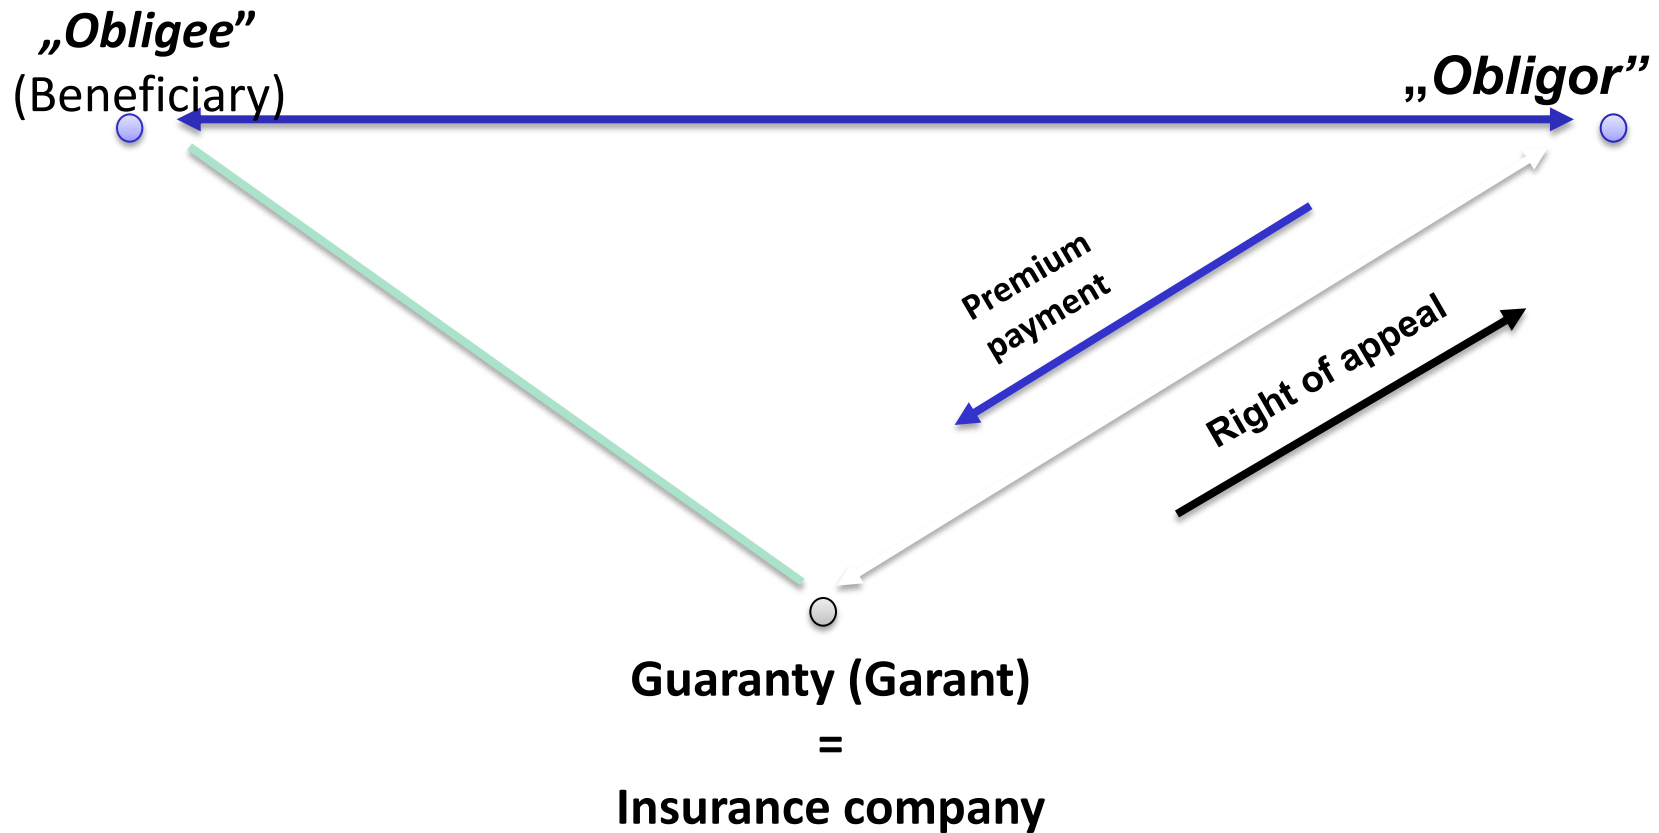 „Obligee”
(Beneficiary)
„Obligor”
Premium
payment
Right of appeal
Guaranty (Garant)
=
Insurance company